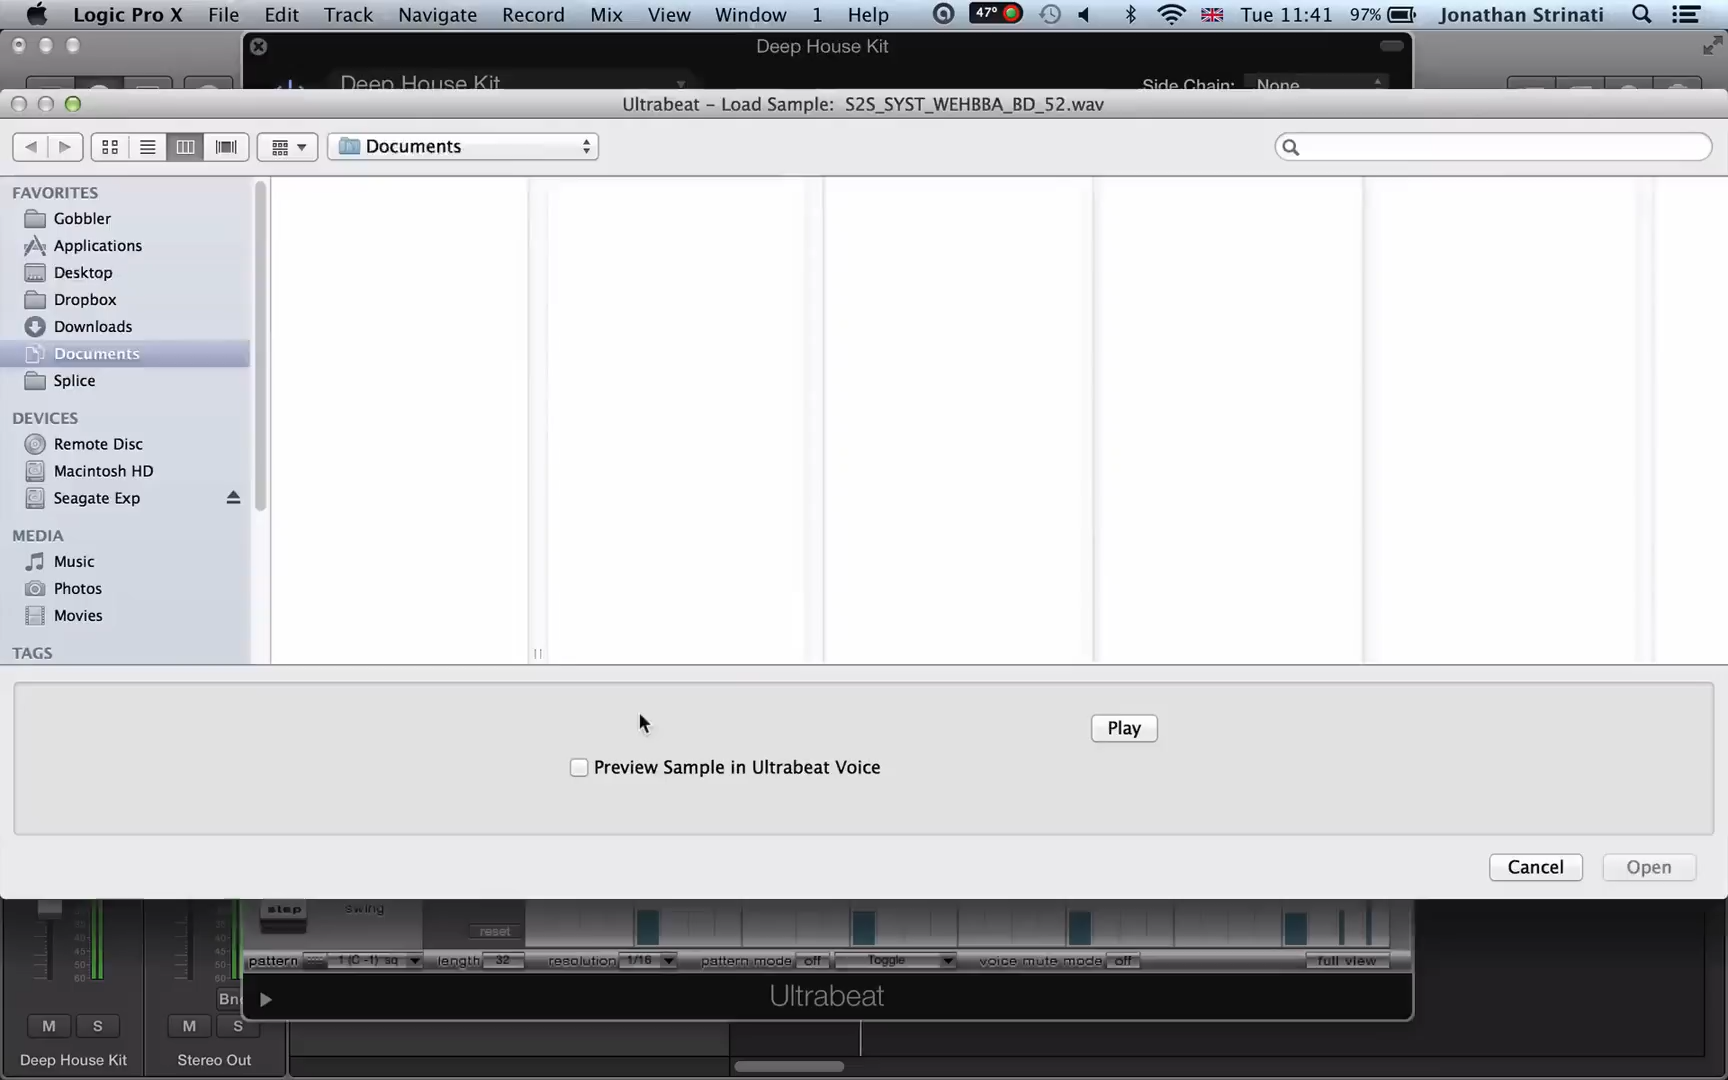 Logic Pro X File Edit Track Navigate Record Mix View Window 1 Help 47° Tue 11:41 97% Jonathan Strinati
Deep House Kit
Deep House Kit Side Chain: None
Ultrabeat – Load Sample: S2S_SYST_WEHBBA_BD_52.wav
Documents
FAVORITES
Gobbler
Applications
Desktop
Dropbox
Downloads
Documents
Splice
DEVICES
Remote Disc
Macintosh HD
Seagate Exp
MEDIA
Music
Photos
Movies
TAGS
Play
Preview Sample in Ultrabeat Voice
Cancel Open
step swing
reset
pattern 1 (C -1) sq length 32 resolution 1/16 pattern mode off Toggle voice mute mode off full view
Ultrabeat
M S M S
Deep House Kit Stereo Out